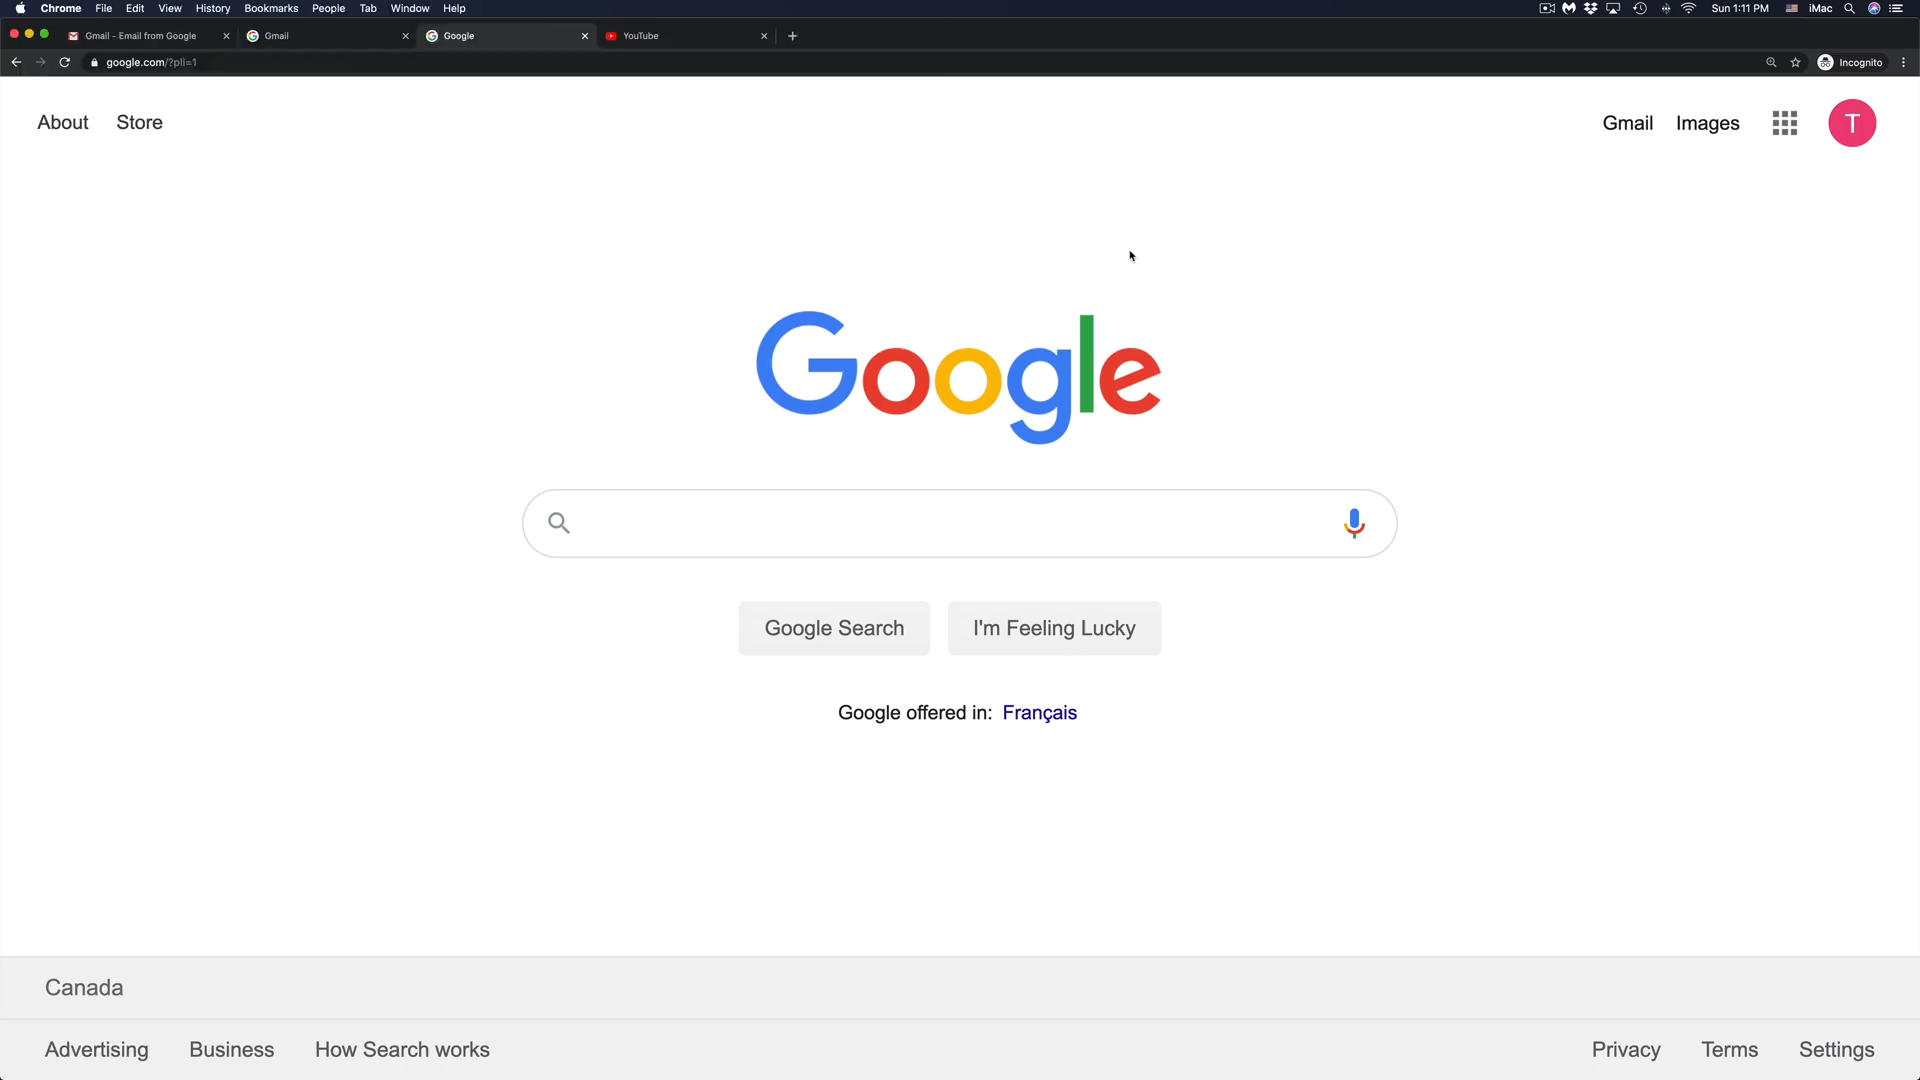 Chrome File Edit View History Bookmarks People Tab Window Help Sun 1:11 PM iMac
Gmail - Email from Google Gmail Google YouTube
google.com/?pli=1 Incognito
About Store Gmail Images T
Google
Google Search I'm Feeling Lucky
Google offered in: Français
Canada
Advertising Business How Search works Privacy Terms Settings